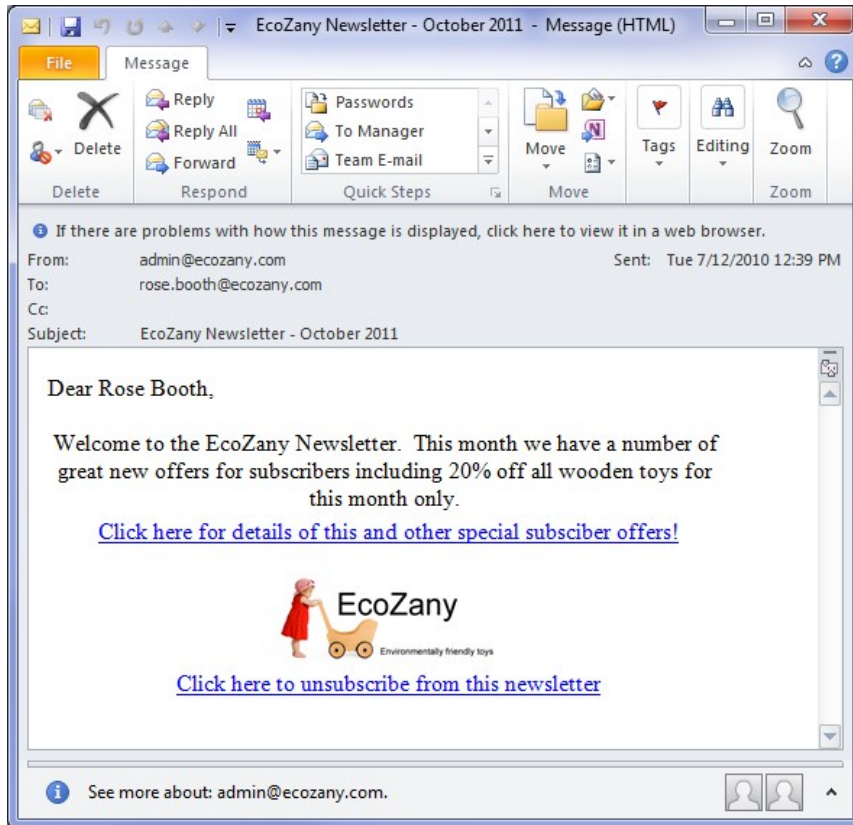 EcoZany Newsletter - October 2011 - Message (HTML)
File Message
Delete
Reply
Reply All
Forward
Passwords
To Manager
Team E-mail
Move
Tags
Editing
Zoom
Delete Respond Quick Steps Move Zoom
If there are problems with how this message is displayed, click here to view it in a web browser.
From: admin@ecozany.com Sent: Tue 7/12/2010 12:39 PM
To: rose.booth@ecozany.com
Cc:
Subject: EcoZany Newsletter - October 2011
Dear Rose Booth,
Welcome to the EcoZany Newsletter. This month we have a number of
great new offers for subscribers including 20% off all wooden toys for
this month only.
Click here for details of this and other special subsciber offers!
EcoZany
Environmentally friendly toys
Click here to unsubscribe from this newsletter
See more about: admin@ecozany.com.